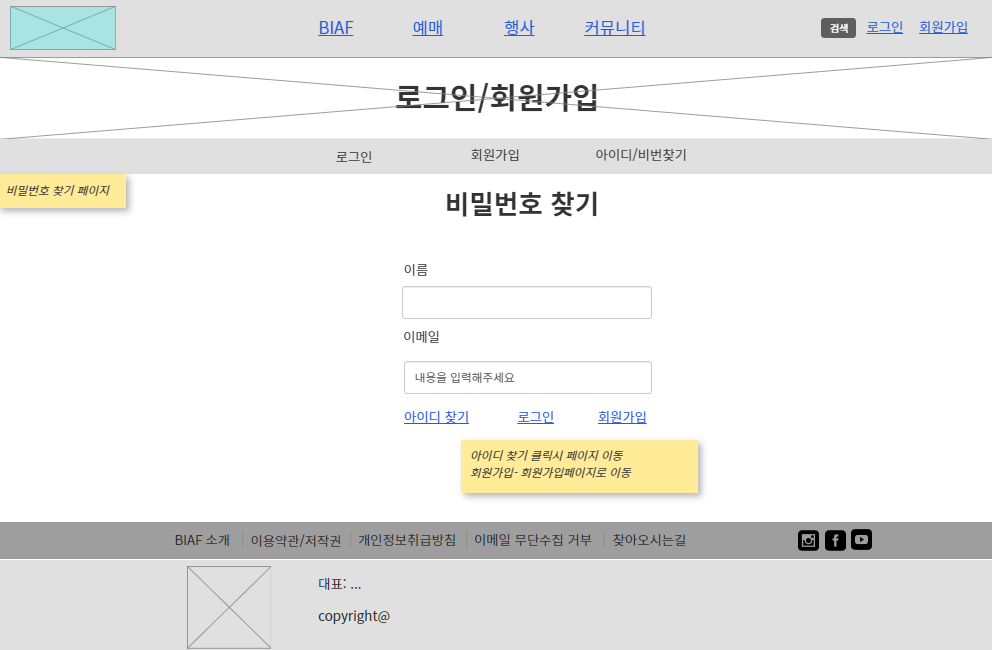 BIAF 예매 행사 커뮤니티 검색 로그인 회원가입
로그인/회원가입
로그인 회원가입 아이디/비번찾기
비밀번호 찾기 페이지
비밀번호 찾기
이름
이메일
내용을 입력해주세요
아이디 찾기 로그인 회원가입
아이디 찾기 클릭시 페이지 이동
회원가입- 회원가입페이지로 이동
BIAF 소개 이용약관/저작권 개인정보취급방침 이메일 무단수집 거부 찾아오시는길
대표: ...
copyright@